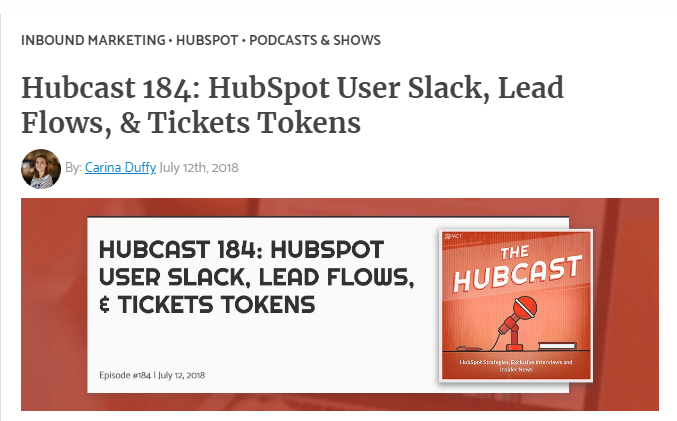 INBOUND MARKETING • HUBSPOT • PODCASTS & SHOWS
Hubcast 184: HubSpot User Slack, Lead
Flows, & Tickets Tokens
By: Carina Duffy July 12th, 2018
HUBCAST 184: HUBSPOT
USER SLACK, LEAD FLOWS,
& TICKETS TOKENS
Episode #184 | July 12, 2018
IMPACT
THE
HUBCAST
HubSpot Strategies, Exclusive Interviews and
Insider News